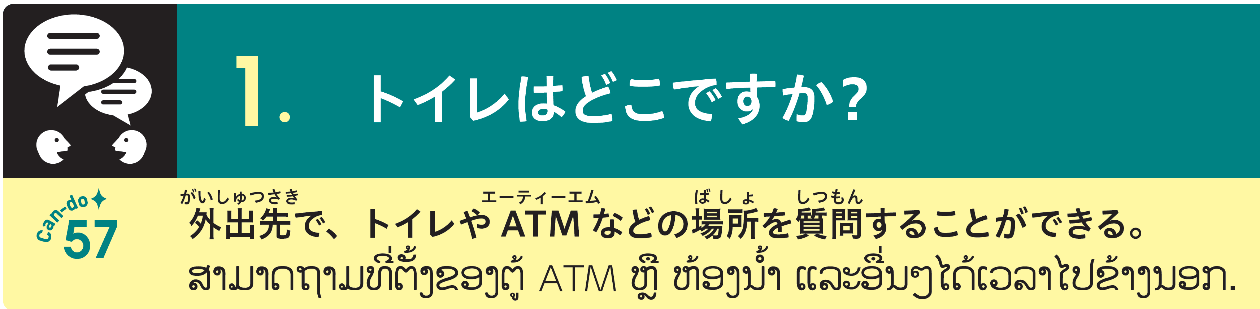 1. トイレはどこですか？
Can-do 57
がいしゅつさき エーティーエム ばしょ しつもん
外出先で、トイレや ATM などの場所を質問することができる。
ສາມາດຖາມທີ່ຕັ້ງຂອງຕູ້ ATM ຫຼື ຫ້ອງນ້ຳ ແລະອື່ນໆໄດ້ເວລາໄປຂ້າງນອກ.